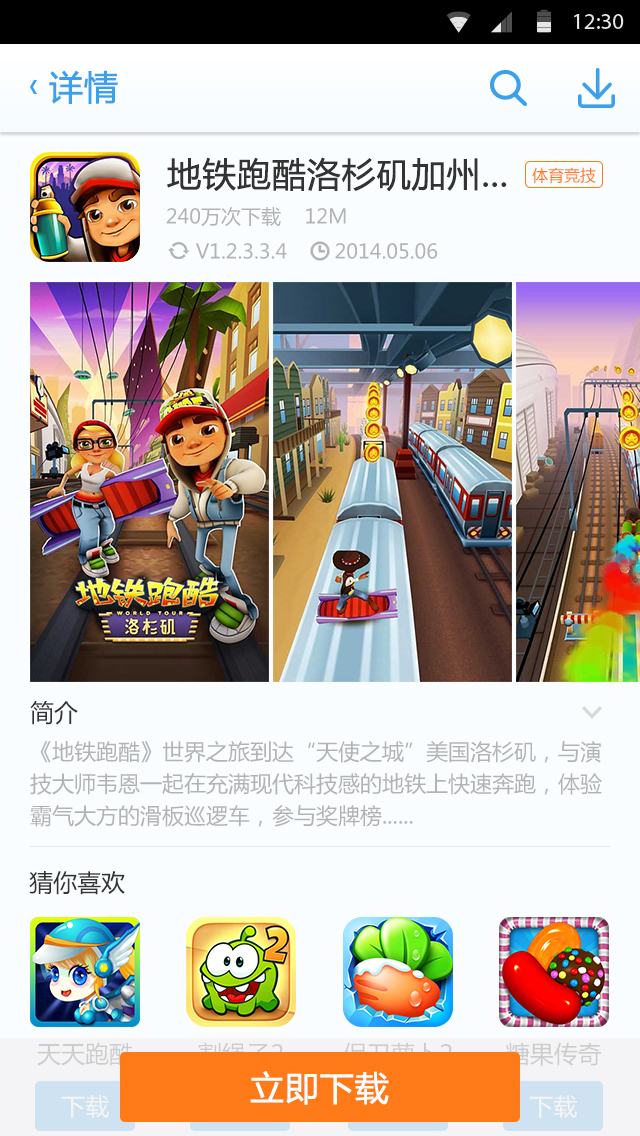 12:30
详情
地铁跑酷洛杉矶加州... 体育竞技
240万次下载 12M
V1.2.3.3.4 2014.05.06
地铁跑酷
WORLD TOUR
洛杉矶
简介
《地铁跑酷》世界之旅到达“天使之城”美国洛杉矶，与演
技大师韦恩一起在充满现代科技感的地铁上快速奔跑，体验
霸气大方的滑板巡逻车，参与奖牌榜......
猜你喜欢
2
天天跑酷 割绳子2 保卫萝卜2 糖果传奇
下载 下载
立即下载